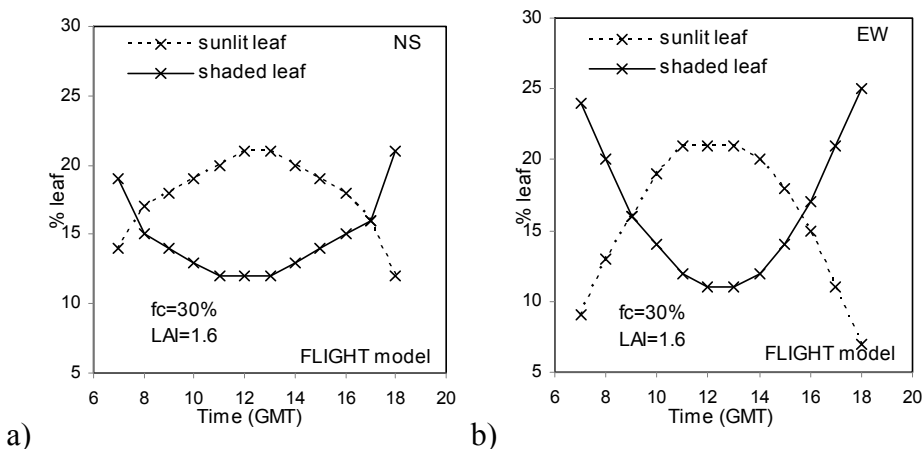 30
25
20
15
10
5
% leaf
sunlit leaf
shaded leaf
NS
fc=30%
LAI=1.6
FLIGHT model
6 8 10 12 14 16 18 20
Time (GMT)
a)
30
25
20
15
10
5
% leaf
sunlit leaf
shaded leaf
EW
fc=30%
LAI=1.6
FLIGHT model
6 8 10 12 14 16 18 20
Time (GMT)
b)